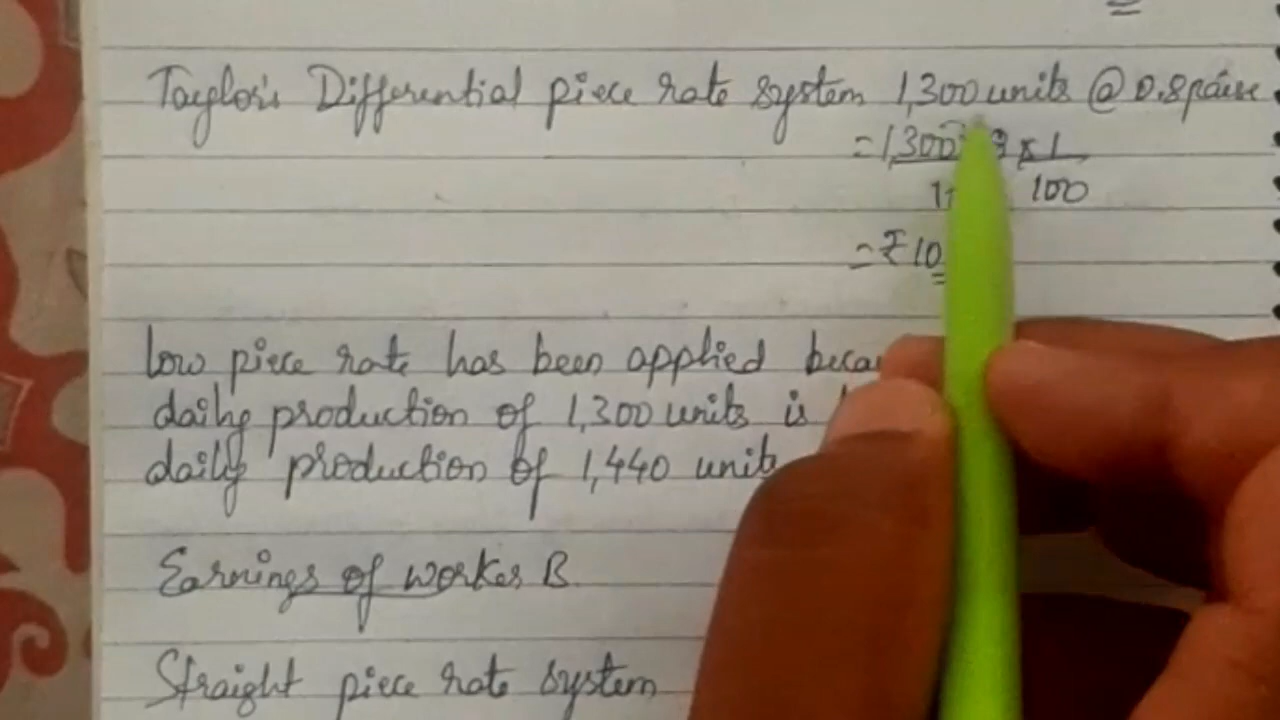 Taylor's Differential piece rate system 1,300 units @ 0.8 paise
= 1,300 × 1
100
= ₹10
Low piece rate has been applied
daily production of 1,300 units is
daily production of 1,440 units
Earnings of worker B
Straight piece rate system